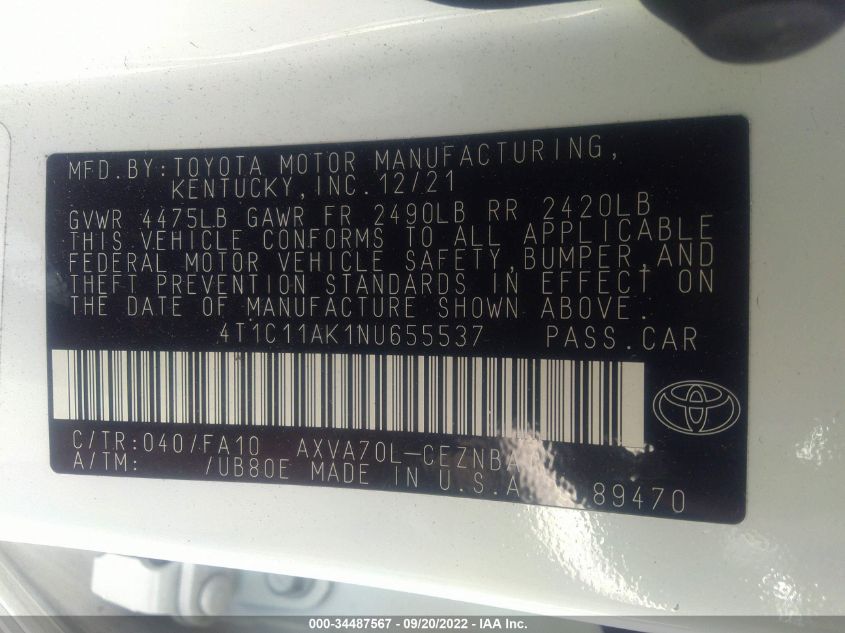 MFD.BY:TOYOTA MOTOR MANUFACTURING,
KENTUCKY,INC.12/21
GVWR 4475LB GAWR FR 2490LB RR 2420LB
THIS VEHICLE CONFORMS TO ALL APPLICABLE
FEDERAL MOTOR VEHICLE SAFETY,BUMPER,AND
THEFT PREVENTION STANDARDS IN EFFECT ON
THE DATE OF MANUFACTURE SHOWN ABOVE.
4T1C11AK1NU655537 PASS.CAR
C/TR:040/FA10 AXVA70L-CEZNBA
A/TM: /UB80E MADE IN U.S.A
89470
000-34487567 - 09/20/2022 - IAA Inc.